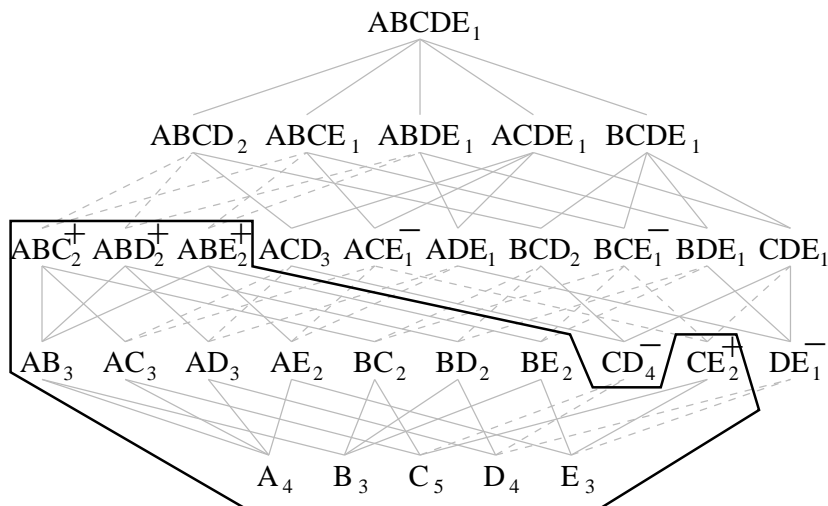 ABCDE₁
ABCD₂ ABCE₁ ABDE₁ ACDE₁ BCDE₁
ABC₂⁺ ABD₂⁺ ABE₂⁺ ACD₃ ACE₁⁻ ADE₁ BCD₂ BCE₁⁻ BDE₁ CDE₁
AB₃ AC₃ AD₃ AE₂ BC₂ BD₂ BE₂ CD₄⁻ CE₂⁺ DE₁⁻
A₄ B₃ C₅ D₄ E₃